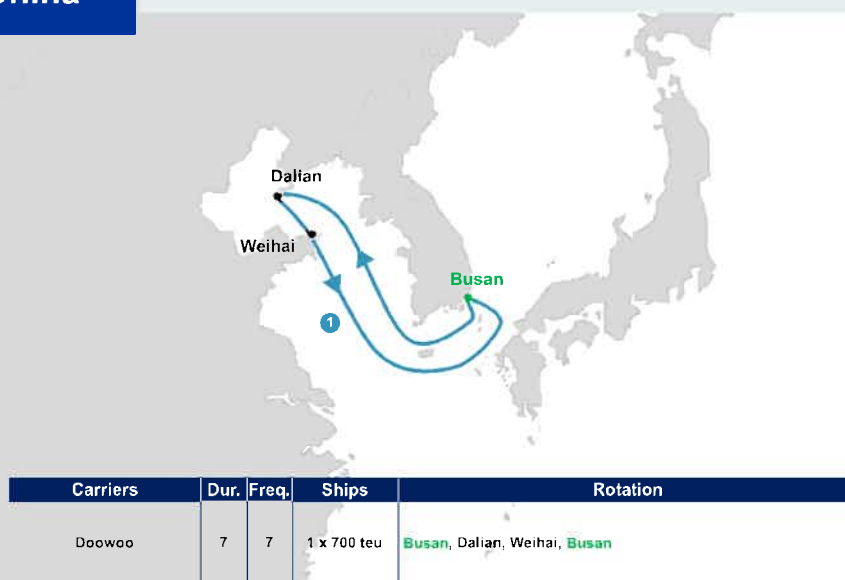 Dalian
Weihai
Busan
1
Carriers Dur. Freq. Ships Rotation
Doowoo 7 7 1 x 700 teu Busan, Dalian, Weihai, Busan